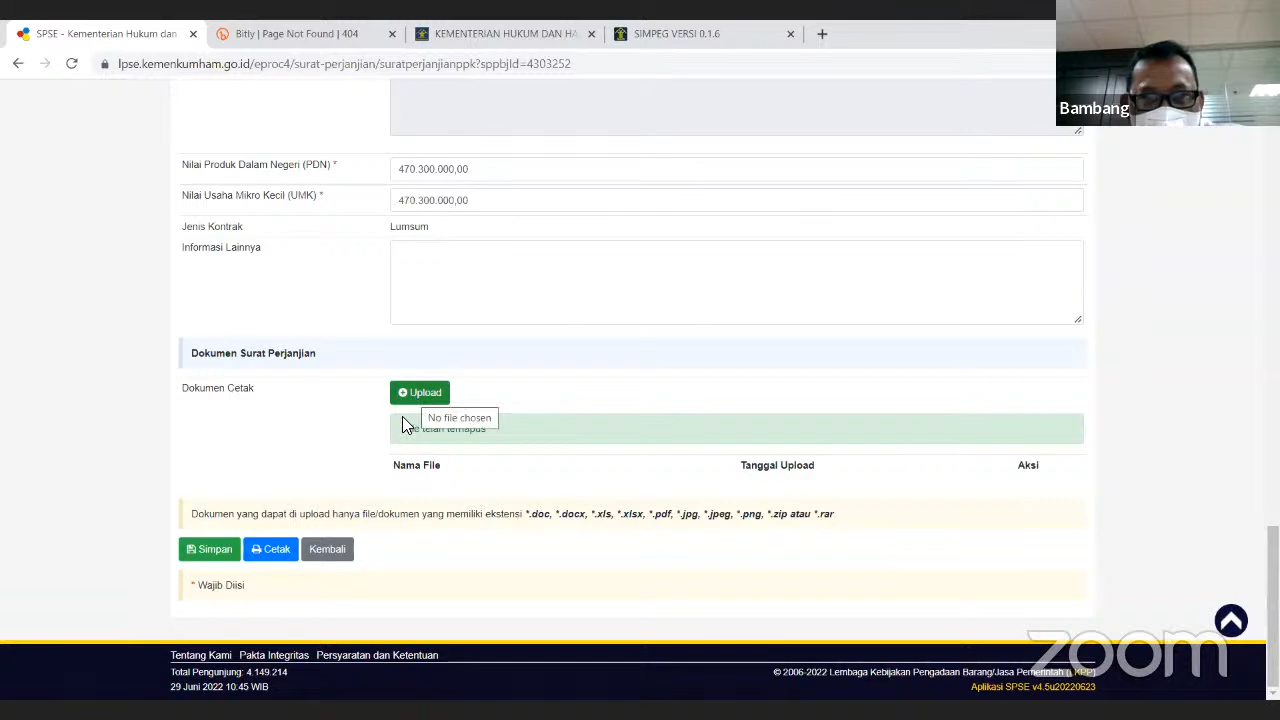 SPSE - Kementerian Hukum dan
Bitly | Page Not Found | 404
KEMENTERIAN HUKUM DAN HA
SIMPEG VERSI 0.1.6
lpse.kemenkumham.go.id/eproc4/surat-perjanjian/suratperjanjianppk?sppbjId=4303252
Bambang
Nilai Produk Dalam Negeri (PDN) *
470.300.000,00
Nilai Usaha Mikro Kecil (UMK) *
470.300.000,00
Jenis Kontrak
Lumsum
Informasi Lainnya
Dokumen Surat Perjanjian
Dokumen Cetak
Upload
No file chosen
telah terhapus
Nama File
Tanggal Upload
Aksi
Dokumen yang dapat di upload hanya file/dokumen yang memiliki ekstensi *.doc, *.docx, *.xls, *.xlsx, *.pdf, *.jpg, *.jpeg, *.png, *.zip atau *.rar
Simpan
Cetak
Kembali
* Wajib Diisi
Tentang Kami Pakta Integritas Persyaratan dan Ketentuan
Total Pengunjung: 4.149.214
29 Juni 2022 10:45 WIB
© 2006-2022 Lembaga Kebijakan Pengadaan Barang/Jasa Pemerintah (LKPP)
Aplikasi SPSE v4.5u20220623
zoom